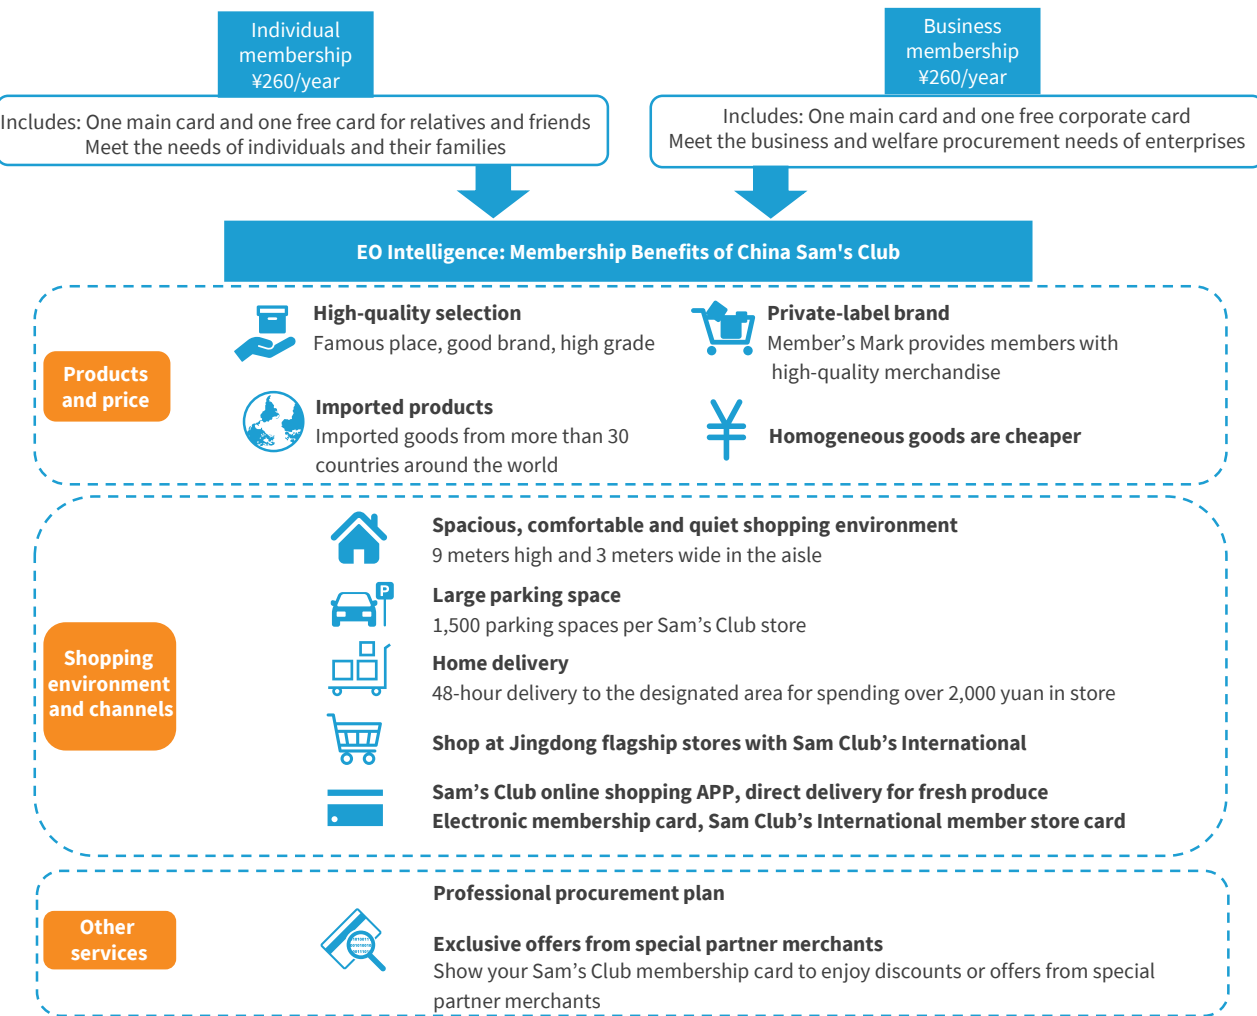 Individual
membership
¥260/year
Business
membership
¥260/year
Includes: One main card and one free card for relatives and friends
Meet the needs of individuals and their families
Includes: One main card and one free corporate card
Meet the business and welfare procurement needs of enterprises
EO Intelligence: Membership Benefits of China Sam's Club
Products
and price
High-quality selection
Famous place, good brand, high grade
Private-label brand
Member’s Mark provides members with
high-quality merchandise
Imported products
Imported goods from more than 30
countries around the world
Homogeneous goods are cheaper
Shopping
environment
and channels
Spacious, comfortable and quiet shopping environment
9 meters high and 3 meters wide in the aisle
P
Large parking space
1,500 parking spaces per Sam’s Club store
Home delivery
48-hour delivery to the designated area for spending over 2,000 yuan in store
Shop at Jingdong flagship stores with Sam Club’s International
Sam’s Club online shopping APP, direct delivery for fresh produce
Electronic membership card, Sam Club’s International member store card
Other
services
Professional procurement plan
Exclusive offers from special partner merchants
Show your Sam’s Club membership card to enjoy discounts or offers from special
partner merchants